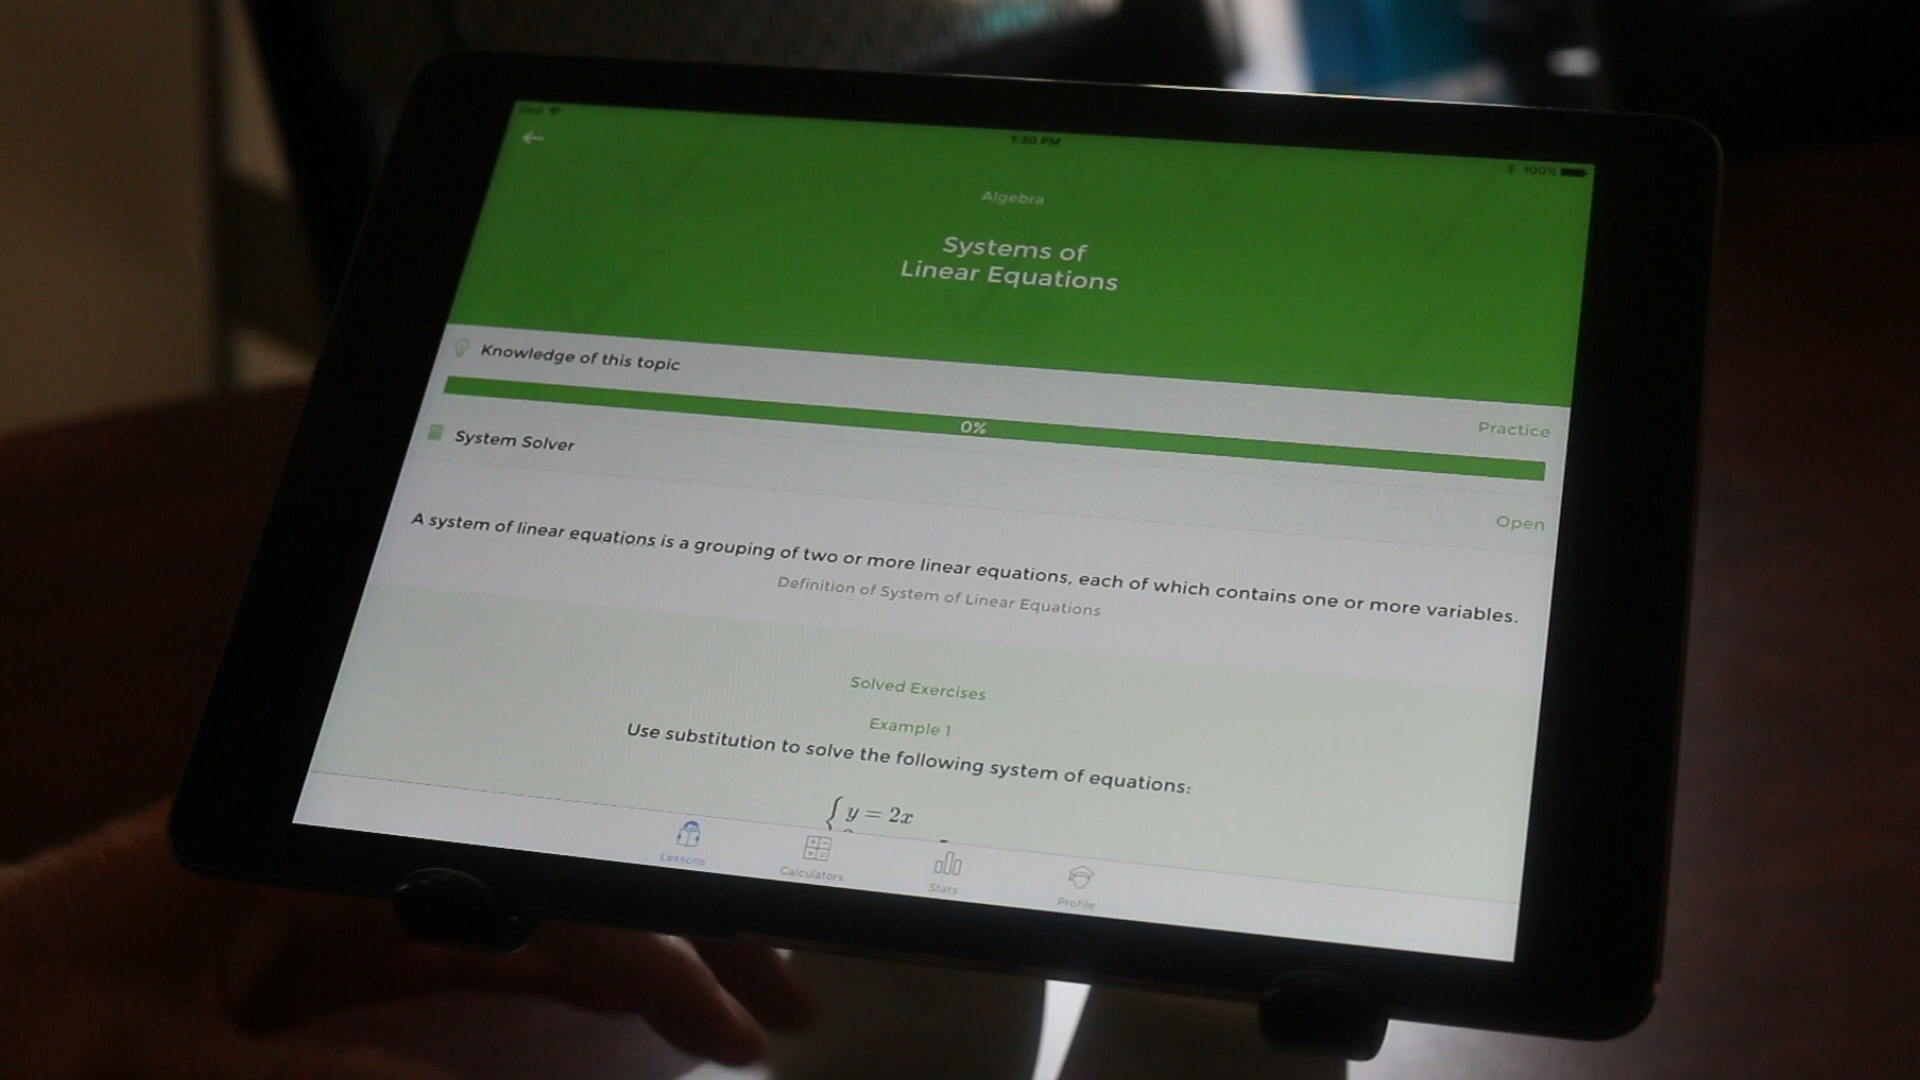 iPad
1:30 PM
100%
Algebra
Systems of
Linear Equations
Knowledge of this topic
Practice
0%
System Solver
Open
A system of linear equations is a grouping of two or more linear equations, each of which contains one or more variables.
Definition of System of Linear Equations
Solved Exercises
Example 1
Use substitution to solve the following system of equations:
y = 2x
Lessons
Calculators
Stats
Profile